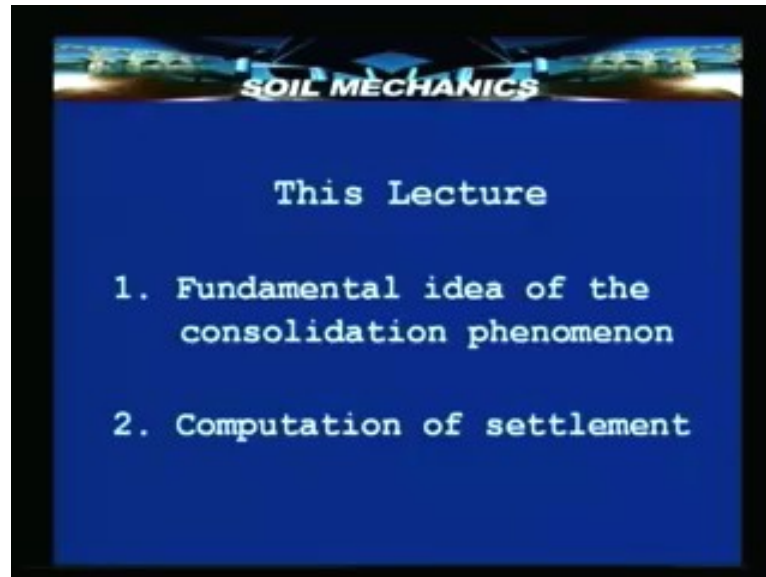 SOIL MECHANICS
This Lecture
1. Fundamental idea of the
consolidation phenomenon
2. Computation of settlement